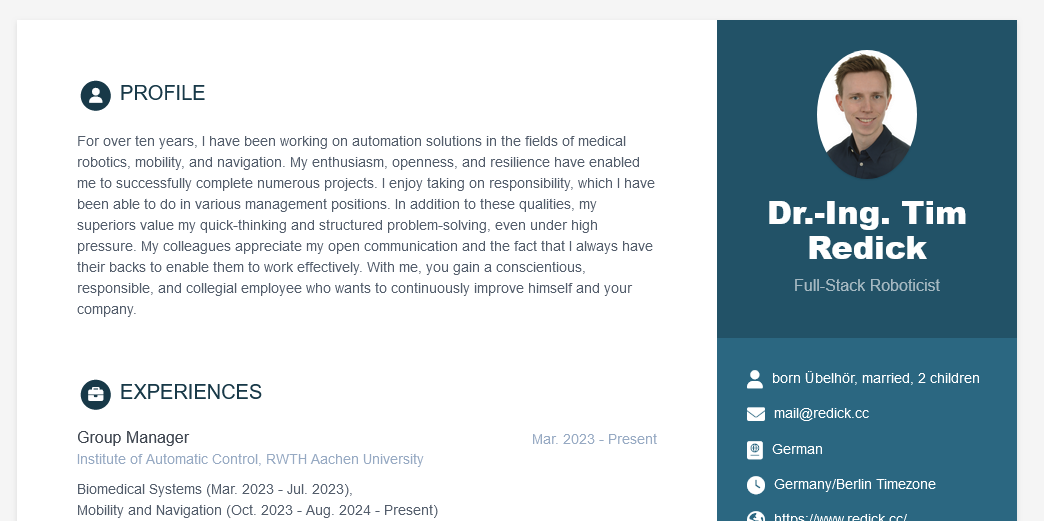 PROFILE
For over ten years, I have been working on automation solutions in the fields of medical
robotics, mobility, and navigation. My enthusiasm, openness, and resilience have enabled
me to successfully complete numerous projects. I enjoy taking on responsibility, which I have
been able to do in various management positions. In addition to these qualities, my
superiors value my quick-thinking and structured problem-solving, even under high
pressure. My colleagues appreciate my open communication and the fact that I always have
their backs to enable them to work effectively. With me, you gain a conscientious,
responsible, and collegial employee who wants to continuously improve himself and your
company.
EXPERIENCES
Group Manager
Mar. 2023 - Present
Institute of Automatic Control, RWTH Aachen University
Biomedical Systems (Mar. 2023 - Jul. 2023),
Mobility and Navigation (Oct. 2023 - Aug. 2024 - Present)
Dr.-Ing. Tim
Redick
Full-Stack Roboticist
born Übelhör, married, 2 children
mail@redick.cc
German
Germany/Berlin Timezone
https://www.redick.cc/